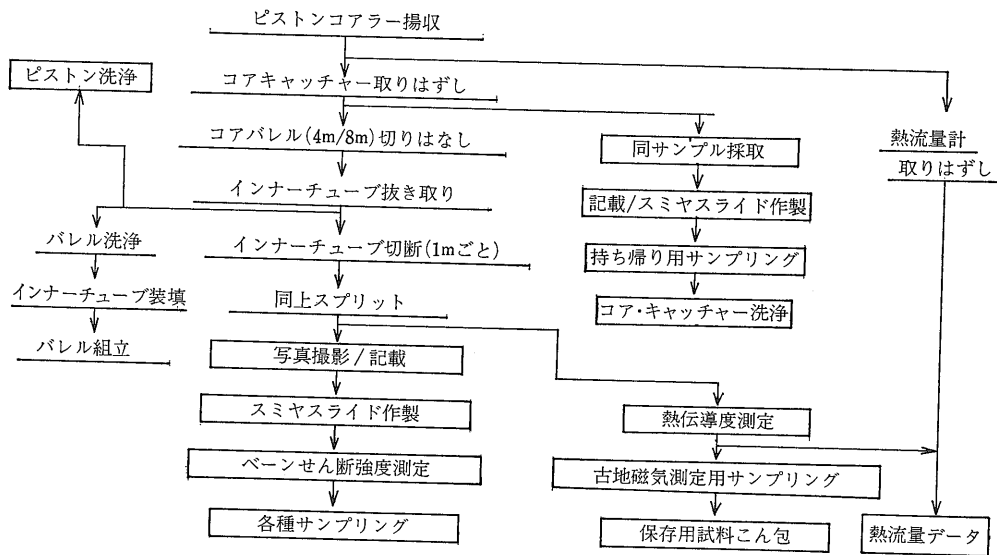 ピストンコアラー揚収
ピストン洗浄
コアキャッチャー取りはずし
コアバレル(4m/8m)切りはなし
同サンプル採取
熱流量計
取りはずし
インナーチューブ抜き取り
記載/スミヤスライド作製
バレル洗浄
インナーチューブ切断(1mごと)
持ち帰り用サンプリング
インナーチューブ装填
同上スプリット
コア・キャッチャー洗浄
バレル組立
写真撮影/記載
スミヤスライド作製
熱伝導度測定
ベーンせん断強度測定
古地磁気測定用サンプリング
各種サンプリング
保存用試料こん包
熱流量データ